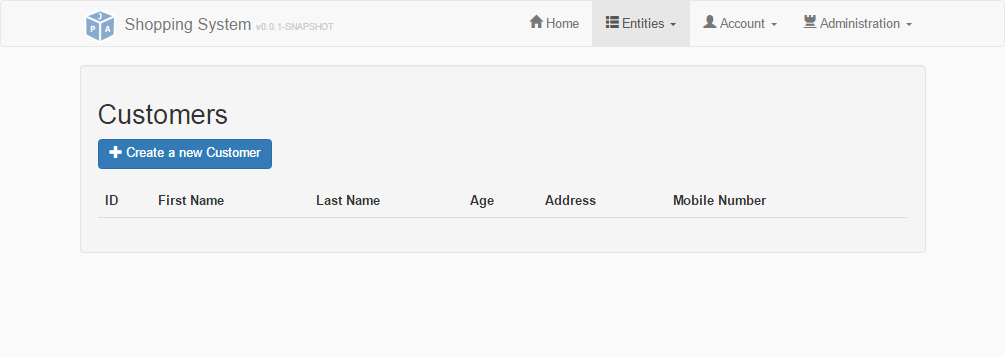 Shopping System v0.0.1-SNAPSHOT Home Entities Account Administration
Customers
Create a new Customer
ID First Name Last Name Age Address Mobile Number